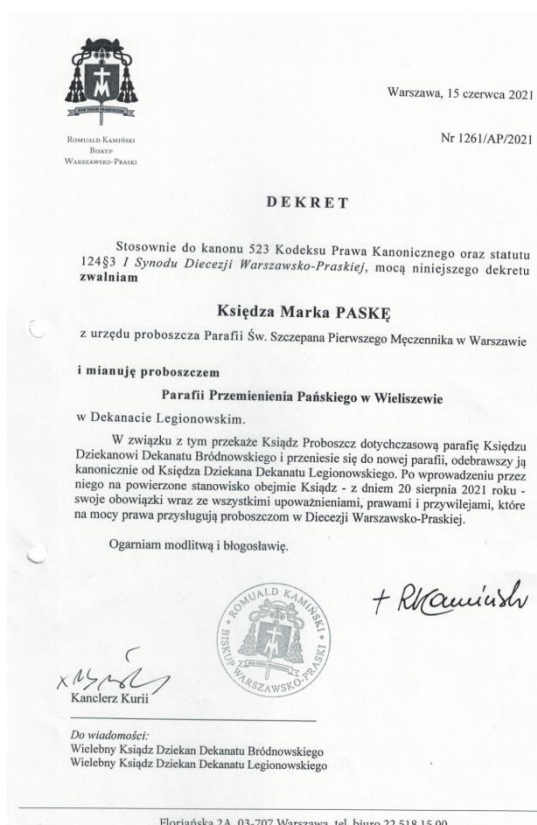 ROMUALD KAMIŃSKI
BISKUP
WARSZAWSKO-PRASKI
Warszawa, 15 czerwca 2021
Nr 1261/AP/2021
DEKRET
Stosownie do kanonu 523 Kodeksu Prawa Kanonicznego oraz statutu
124§3 I Synodu Diecezji Warszawsko-Praskiej, mocą niniejszego dekretu
zwalniam
Księdza Marka PASKĘ
z urzędu proboszcza Parafii Św. Szczepana Pierwszego Męczennika w Warszawie
i mianuję proboszczem
Parafii Przemienienia Pańskiego w Wieliszewie
w Dekanacie Legionowskim.
W związku z tym przekaże Ksiądz Proboszcz dotychczasową parafię Księdzu
Dziekanowi Dekanatu Bródnowskiego i przeniesie się do nowej parafii, odebrawszy ją
kanonicznie od Księdza Dziekana Dekanatu Legionowskiego. Po wprowadzeniu przez
niego na powierzone stanowisko obejmie Ksiądz - z dniem 20 sierpnia 2021 roku -
swoje obowiązki wraz ze wszystkimi upoważnieniami, prawami i przywilejami, które
na mocy prawa przysługują proboszczom w Diecezji Warszawsko-Praskiej.
Ogarniam modlitwą i błogosławię.
+ RKamiński
ROMUALD KAMIŃSKI
BISKUP WARSZAWSKO-PRASKI
Kanclerz Kurii
Do wiadomości:
Wielebny Ksiądz Dziekan Dekanatu Bródnowskiego
Wielebny Ksiądz Dziekan Dekanatu Legionowskiego
Floriańska 2A, 03-707 Warszawa, tel. biuro 22 518 15 00